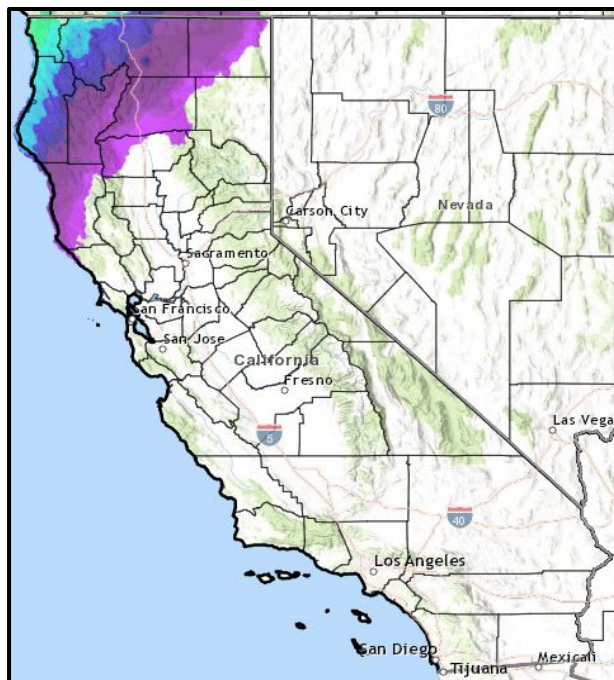 80
Carson City
Nevada
Sacramento
San Francisco
San Jose
California
Fresno
5
Las Vega
40
Los Angeles
San Diego
Mexicali
Tijuana